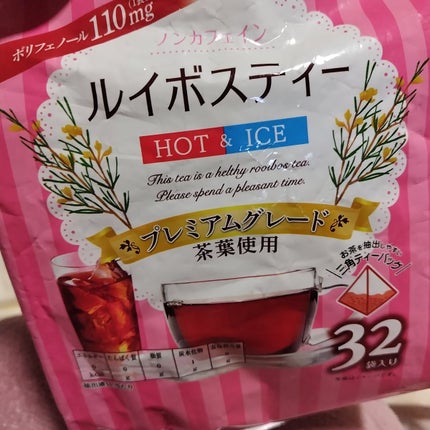 ポリフェノール110mg
ノンカフェイン
ルイボスティー
HOT & ICE
This tea is a helthy rooibos tea.
Please spend a pleasant time.
プレミアムグレード
茶葉使用
お茶を抽出しやすい
三角ティーバッグ
32
袋入り